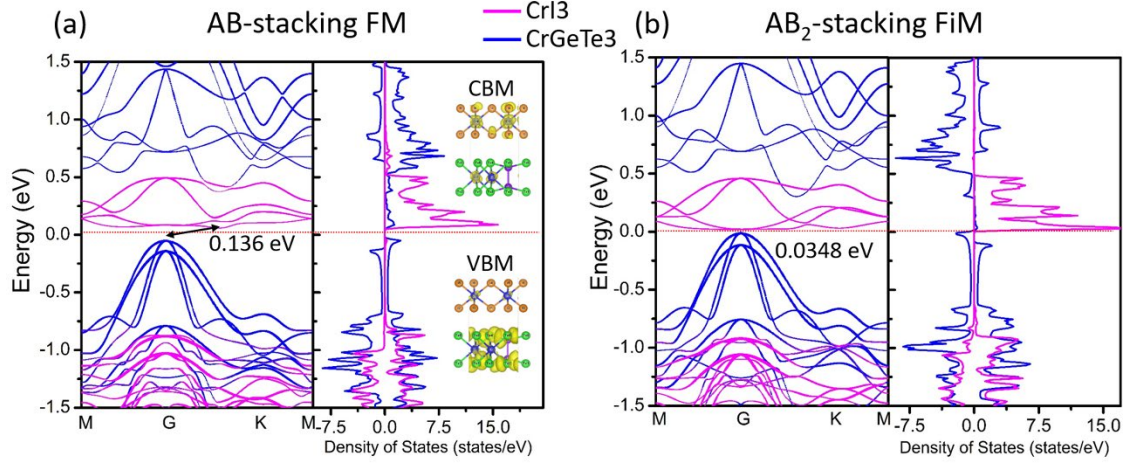 (a) AB-stacking FM
CrI3
CrGeTe3
(b) AB₂-stacking FiM
1.5
1.0
0.5
0.0
-0.5
-1.0
-1.5
Energy (eV)
0.136 eV
CBM
VBM
M G K M
-7.5 0.0 7.5 15.0
Density of States (states/eV)
1.5
1.0
0.5
0.0
-0.5
-1.0
-1.5
Energy (eV)
0.0348 eV
M G K M
-7.5 0.0 7.5 15.0
Density of States (states/eV)